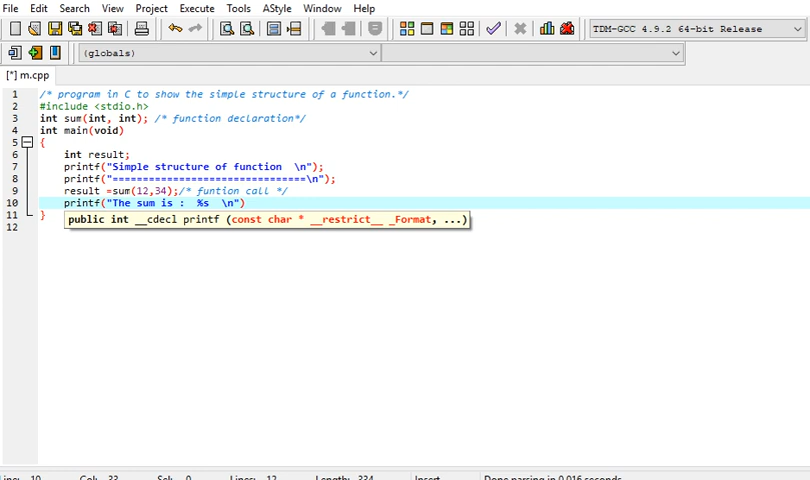 File Edit Search View Project Execute Tools AStyle Window Help
TDM-GCC 4.9.2 64-bit Release
(globals)
[*] m.cpp
1 /* program in C to show the simple structure of a function.*/
2 #include <stdio.h>
3 int sum(int, int); /* function declaration*/
4 int main(void)
5 {
6 int result;
7 printf("Simple structure of function \n");
8 printf("================================\n");
9 result =sum(12,34);/* funtion call */
10 printf("The sum is : %s \n")
public int __cdecl printf (const char * __restrict__ _Format, ...)
11 }
12
Line: 10 Col: 33 Sel: 0 Lines: 12 Length: 334 Insert Done parsing in 0.016 seconds